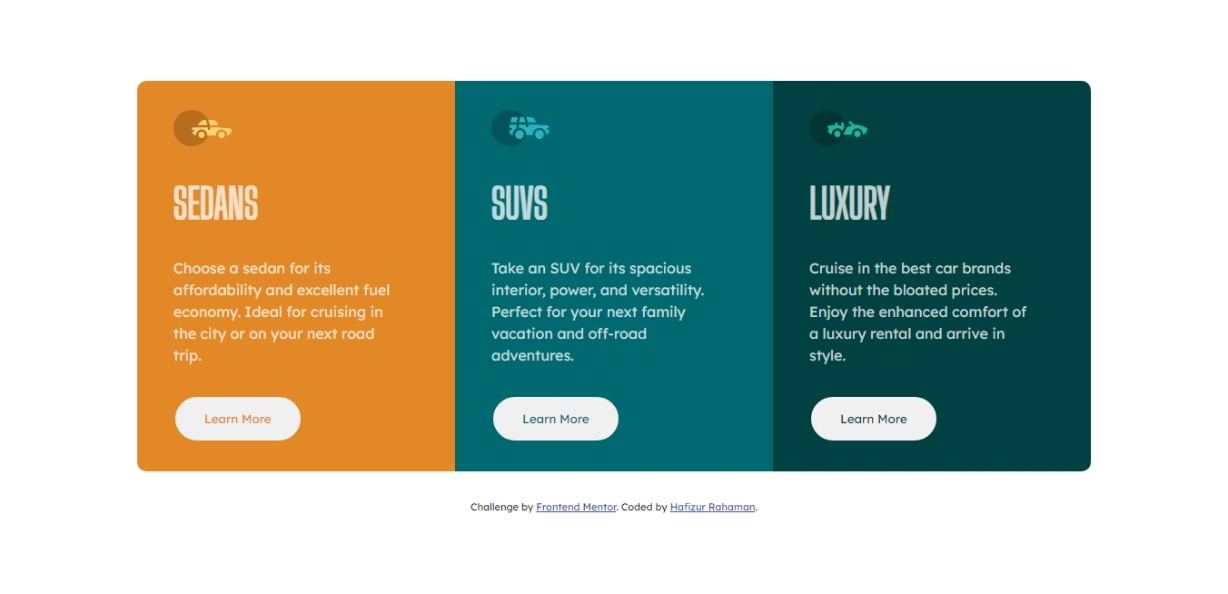 SEDANS
Choose a sedan for its
affordability and excellent fuel
economy. Ideal for cruising in
the city or on your next road
trip.
Learn More
SUVS
Take an SUV for its spacious
interior, power, and versatility.
Perfect for your next family
vacation and off-road
adventures.
Learn More
LUXURY
Cruise in the best car brands
without the bloated prices.
Enjoy the enhanced comfort of
a luxury rental and arrive in
style.
Learn More
Challenge by Frontend Mentor. Coded by Hafizur Rahaman.